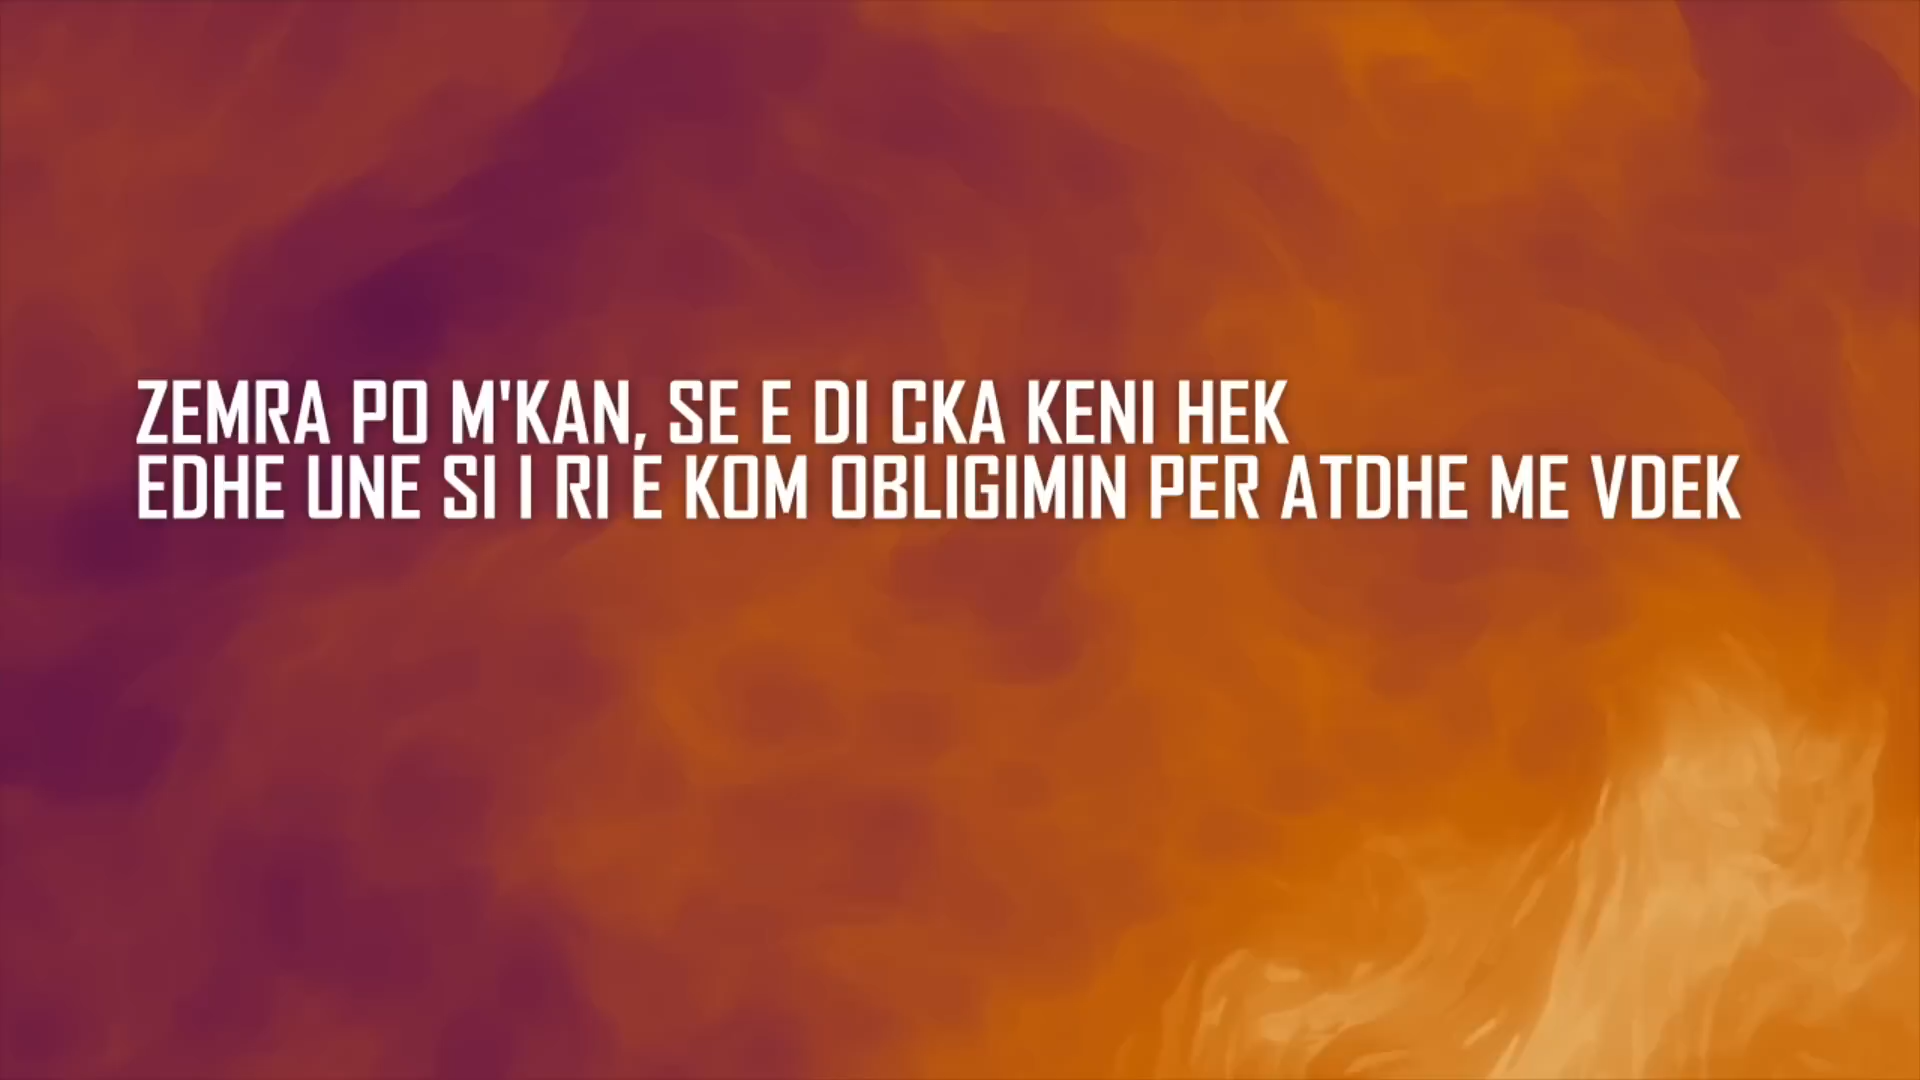 ZEMRA PO M'KAN, SE E DI CKA KENI HEK
EDHE UNE SI I RI E KOM OBLIGIMIN PER ATDHE ME VDEK